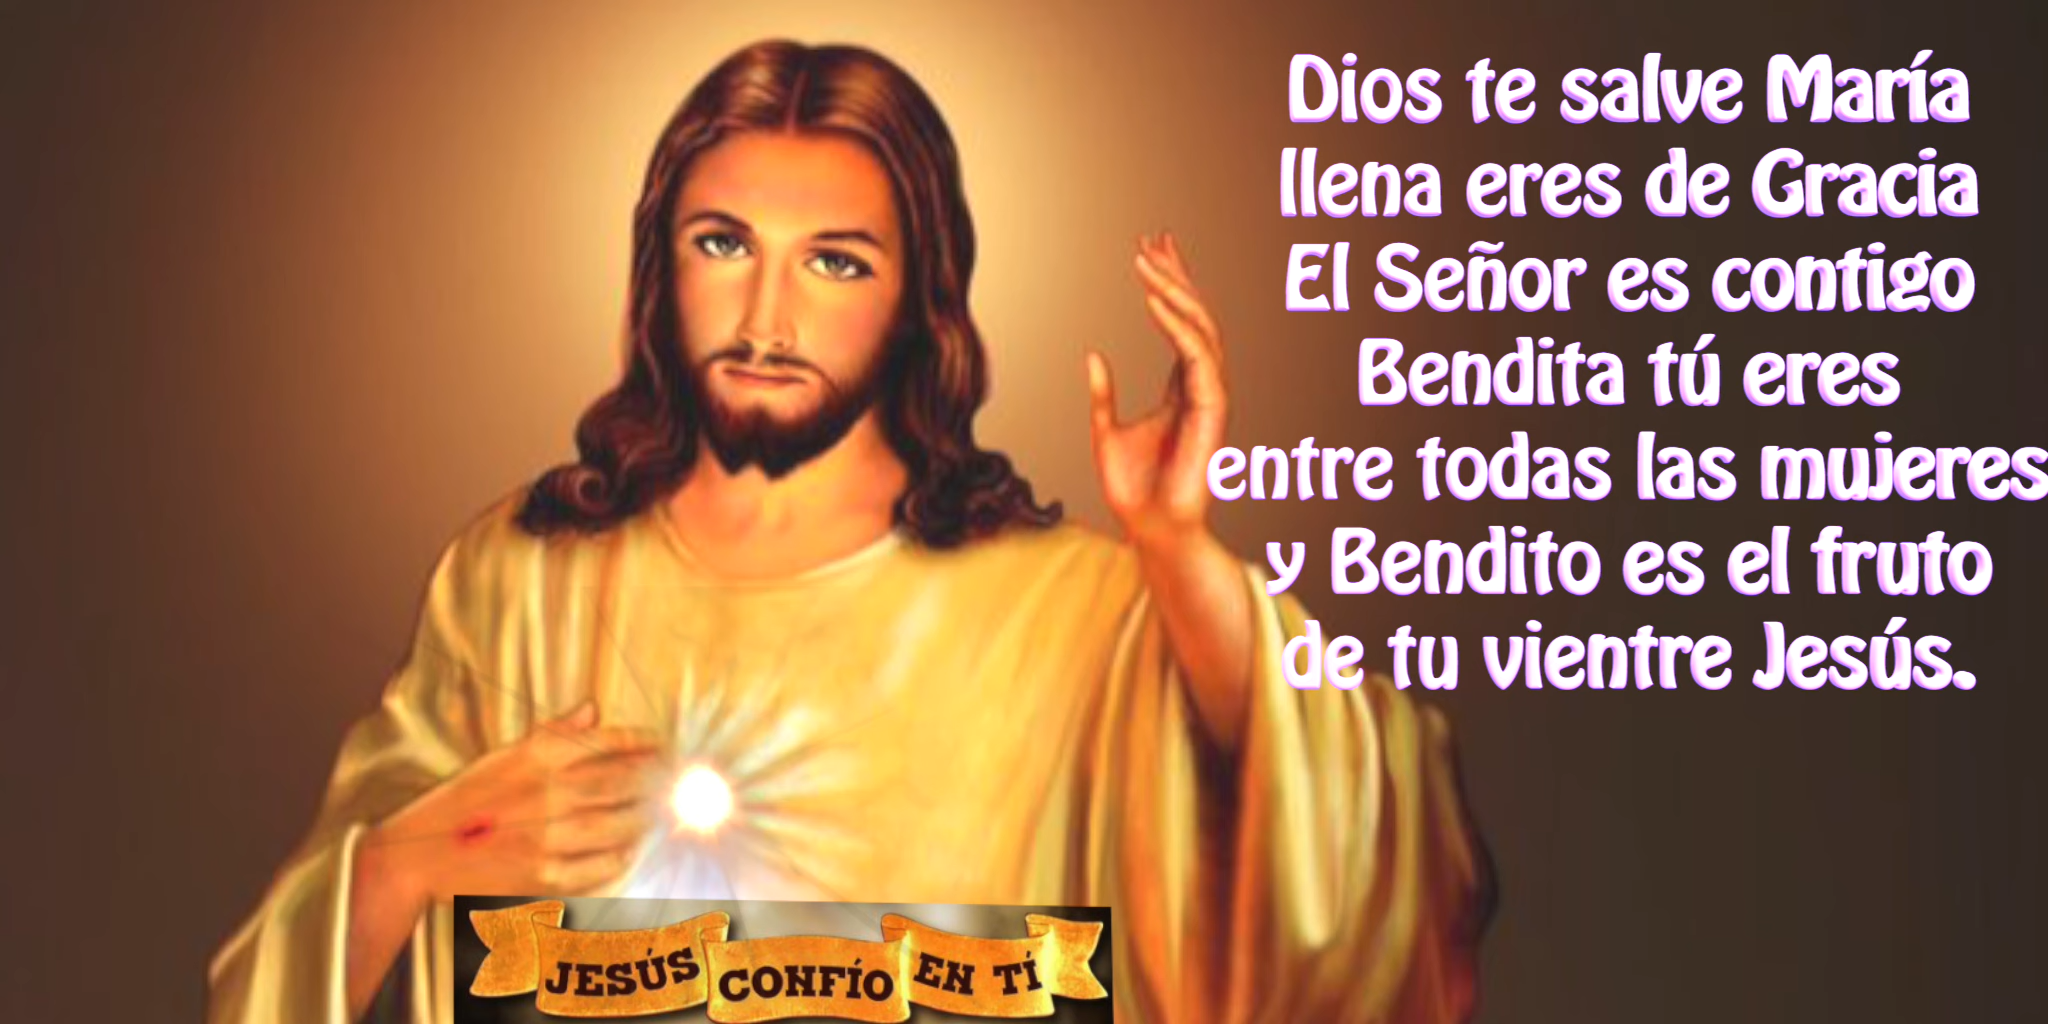 Dios te salve María
llena eres de Gracia
El Señor es contigo
Bendita tú eres
entre todas las mujeres
y Bendito es el fruto
de tu vientre Jesús.
JESÚS CONFÍO EN TÍ